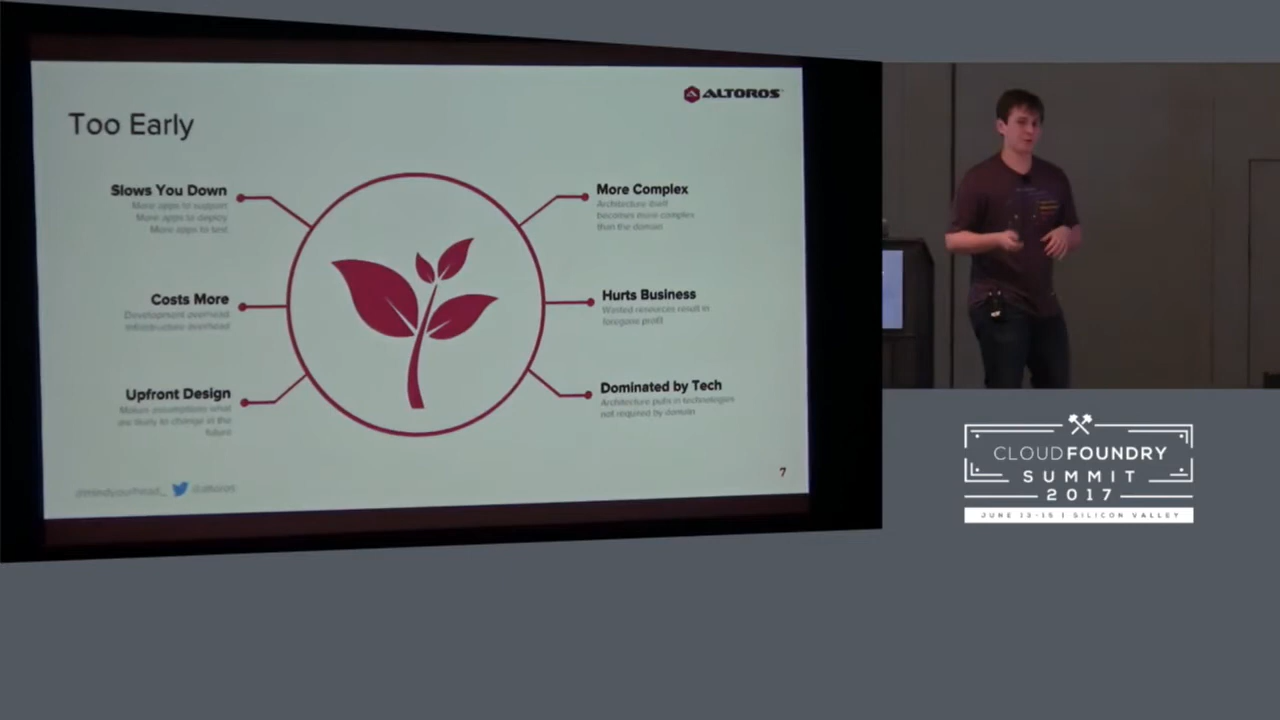 ALTOROS
Too Early
Slows You Down
More apps to support
More apps to deploy
More apps to test
Costs More
Development overhead
Infrastructure overhead
Upfront Design
Makes assumptions what
are likely to change in the
future
More Complex
Architecture itself
becomes more complex
than the domain
Hurts Business
Wasted resources result in
foregone profit
Dominated by Tech
Architecture pulls in technologies
not required by domain
@altoros
7
CLOUDFOUNDRY
SUMMIT
2017
JUNE 13-15 | SILICON VALLEY